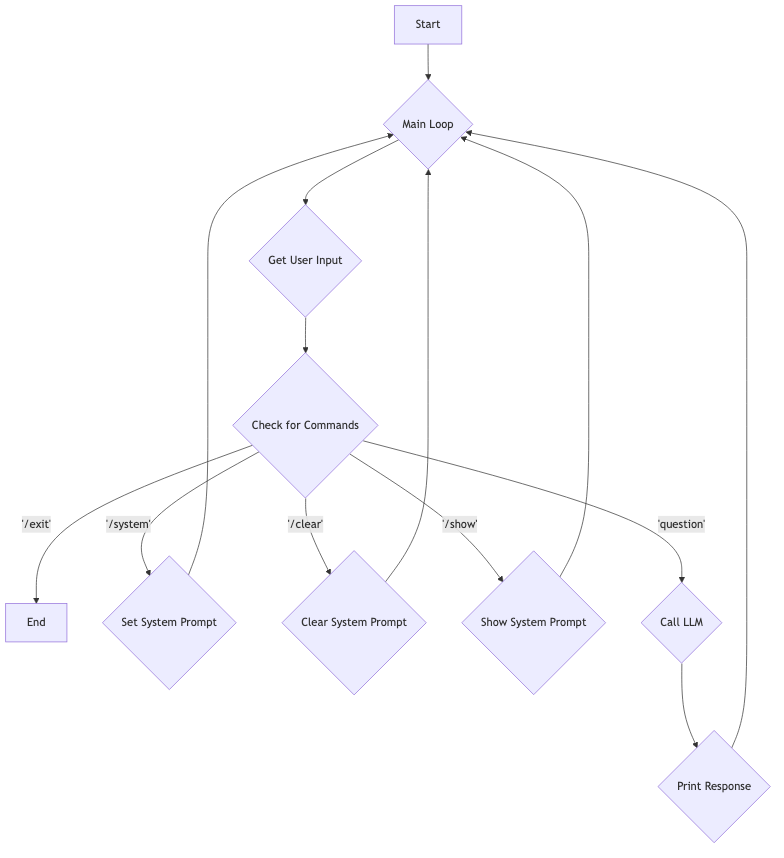 Start
Main Loop
Get User Input
Check for Commands
'/exit'
'/system'
'/clear'
'/show'
'question'
End
Set System Prompt
Clear System Prompt
Show System Prompt
Call LLM
Print Response